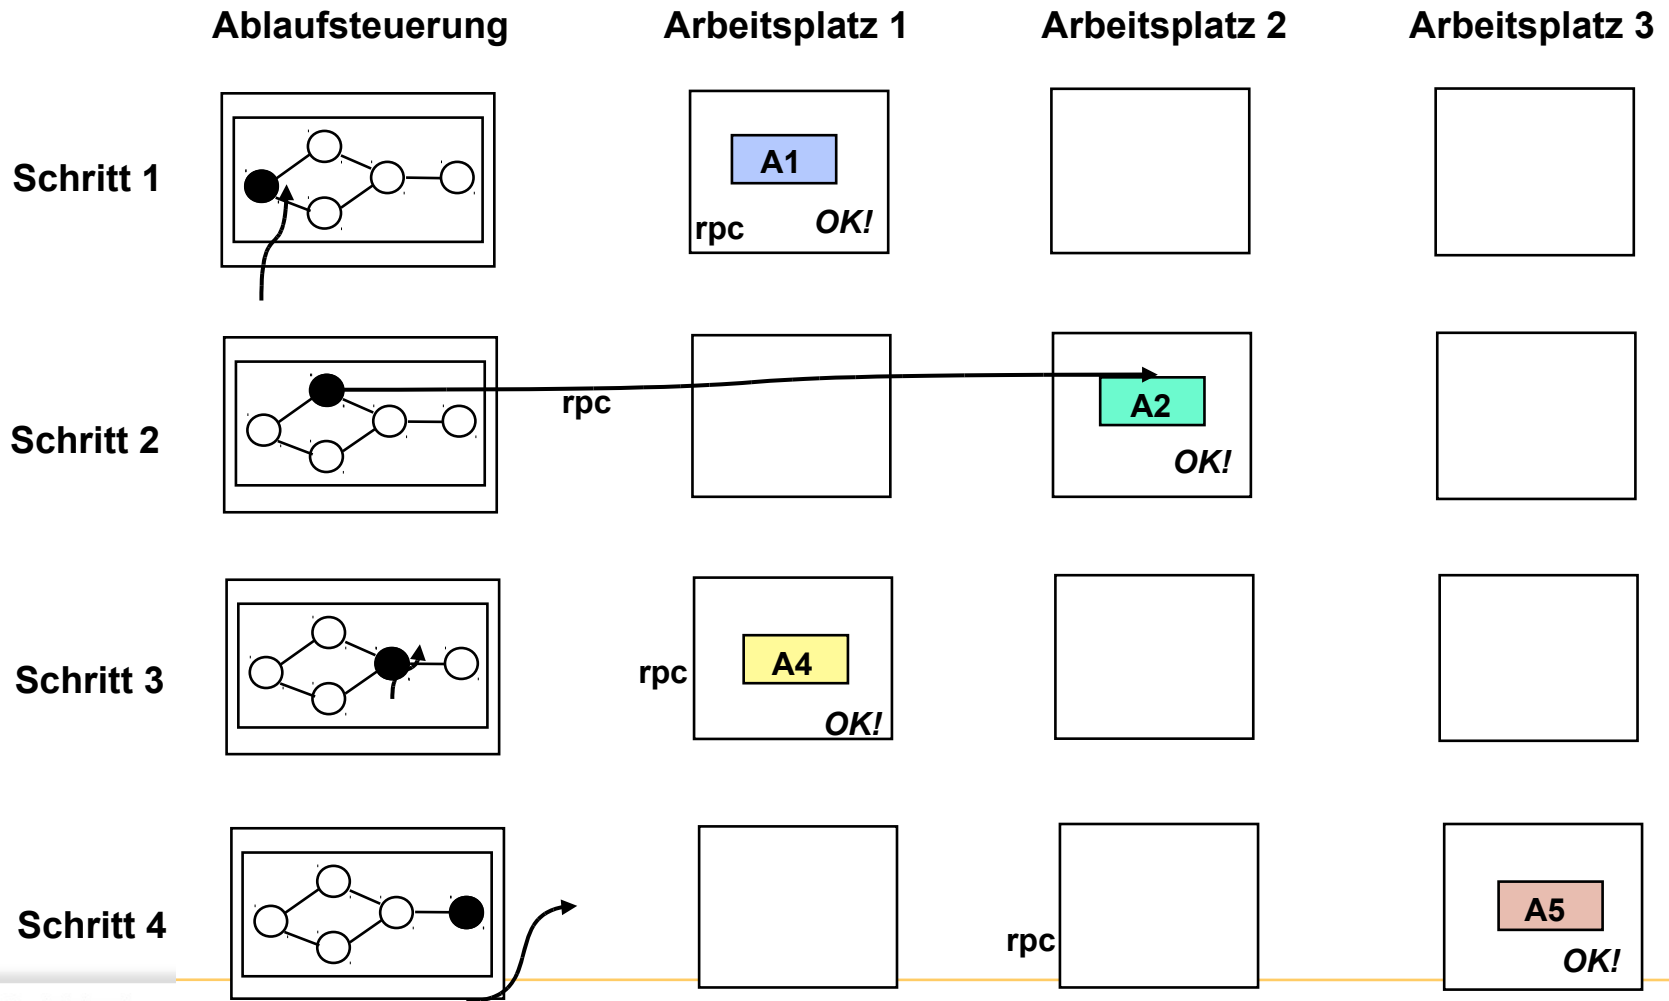 Ablaufsteuerung
Arbeitsplatz 1
Arbeitsplatz 2
Arbeitsplatz 3
Schritt 1
A1
rpc
OK!
Schritt 2
rpc
A2
OK!
Schritt 3
rpc
A4
OK!
Schritt 4
rpc
A5
OK!